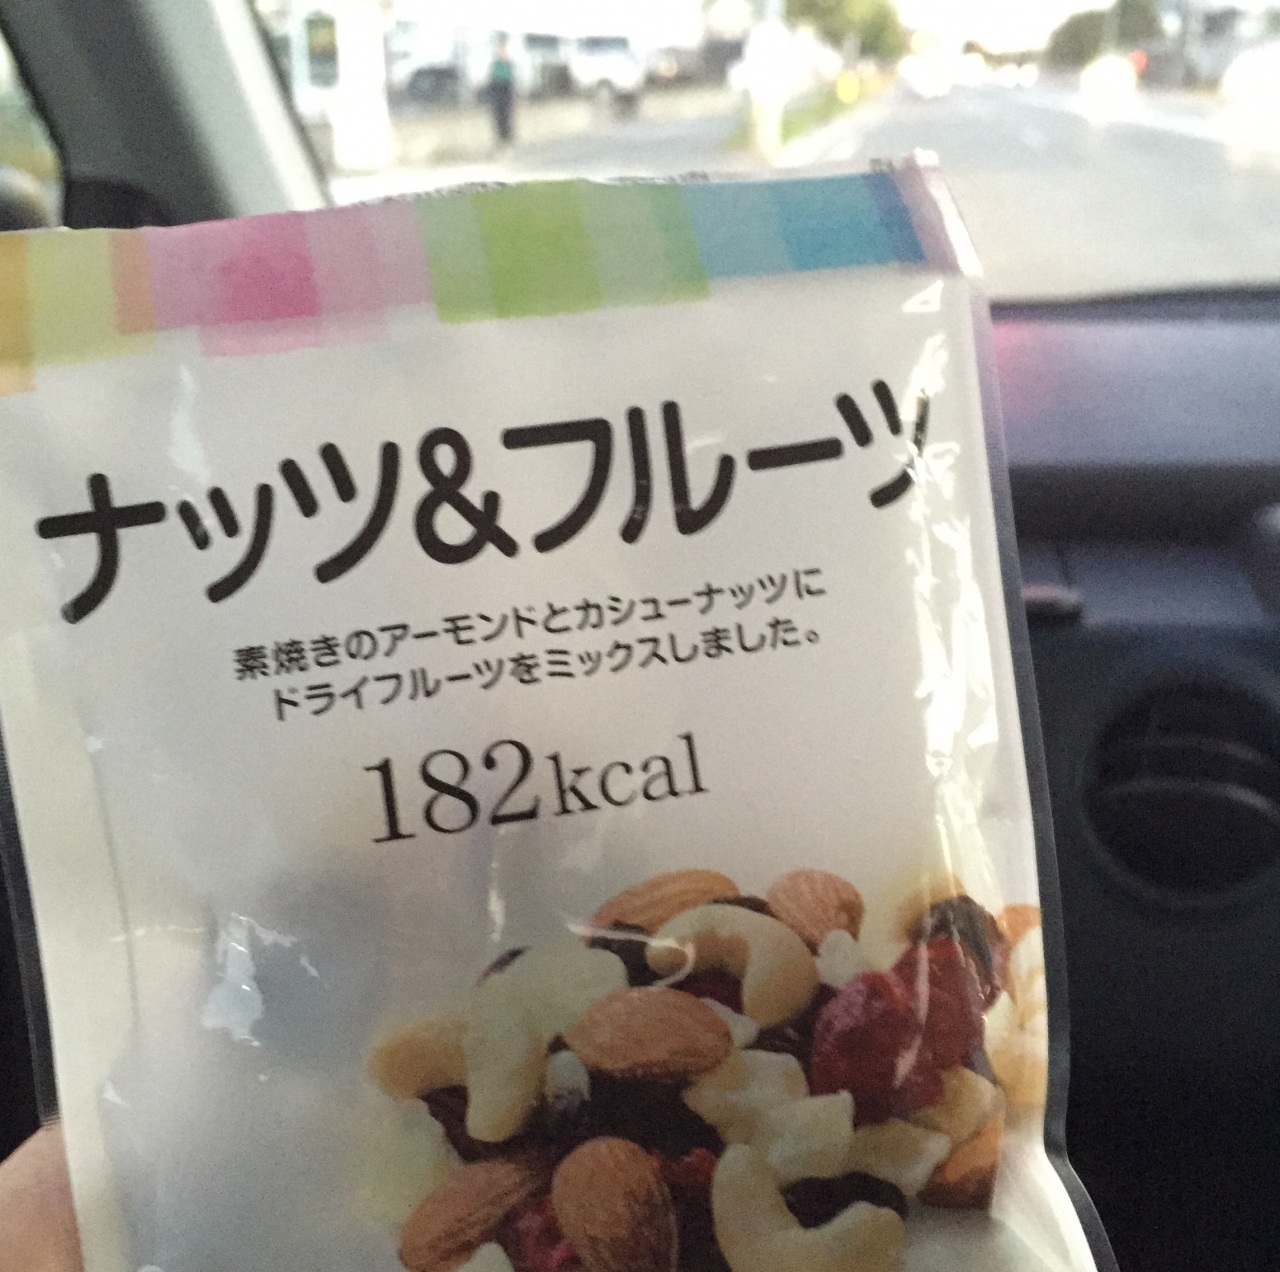 ナッツ&フルーツ
素焼きのアーモンドとカシューナッツに
ドライフルーツをミックスしました。
182kcal